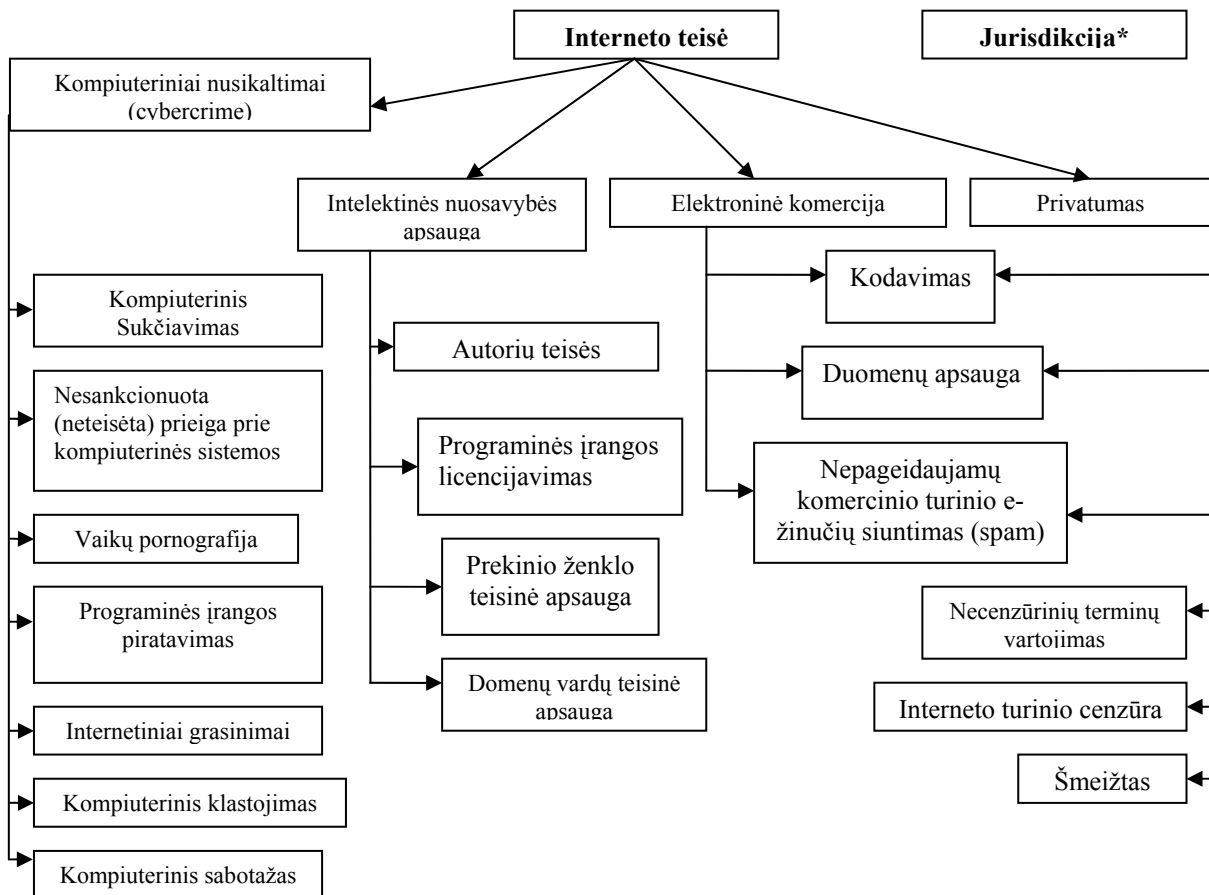 Interneto teisė
Jurisdikcija*
Kompiuteriniai nusikaltimai
(cybercrime)
Intelektinės nuosavybės
apsauga
Elektroninė komercija
Privatumas
Kompiuterinis
Sukčiavimas
Nesankcionuota
(neteisėta) prieiga prie
kompiuterinės sistemos
Vaikų pornografija
Programinės įrangos
piratavimas
Internetiniai grasinimai
Kompiuterinis klastojimas
Kompiuterinis sabotažas
Autorių teisės
Programinės įrangos
licencijavimas
Prekinio ženklo
teisinė apsauga
Domenų vardų teisinė
apsauga
Kodavimas
Duomenų apsauga
Nepageidaujamų
komercinio turinio e-
žinučių siuntimas (spam)
Necenzūrinių terminų
vartojimas
Interneto turinio cenzūra
Šmeižtas